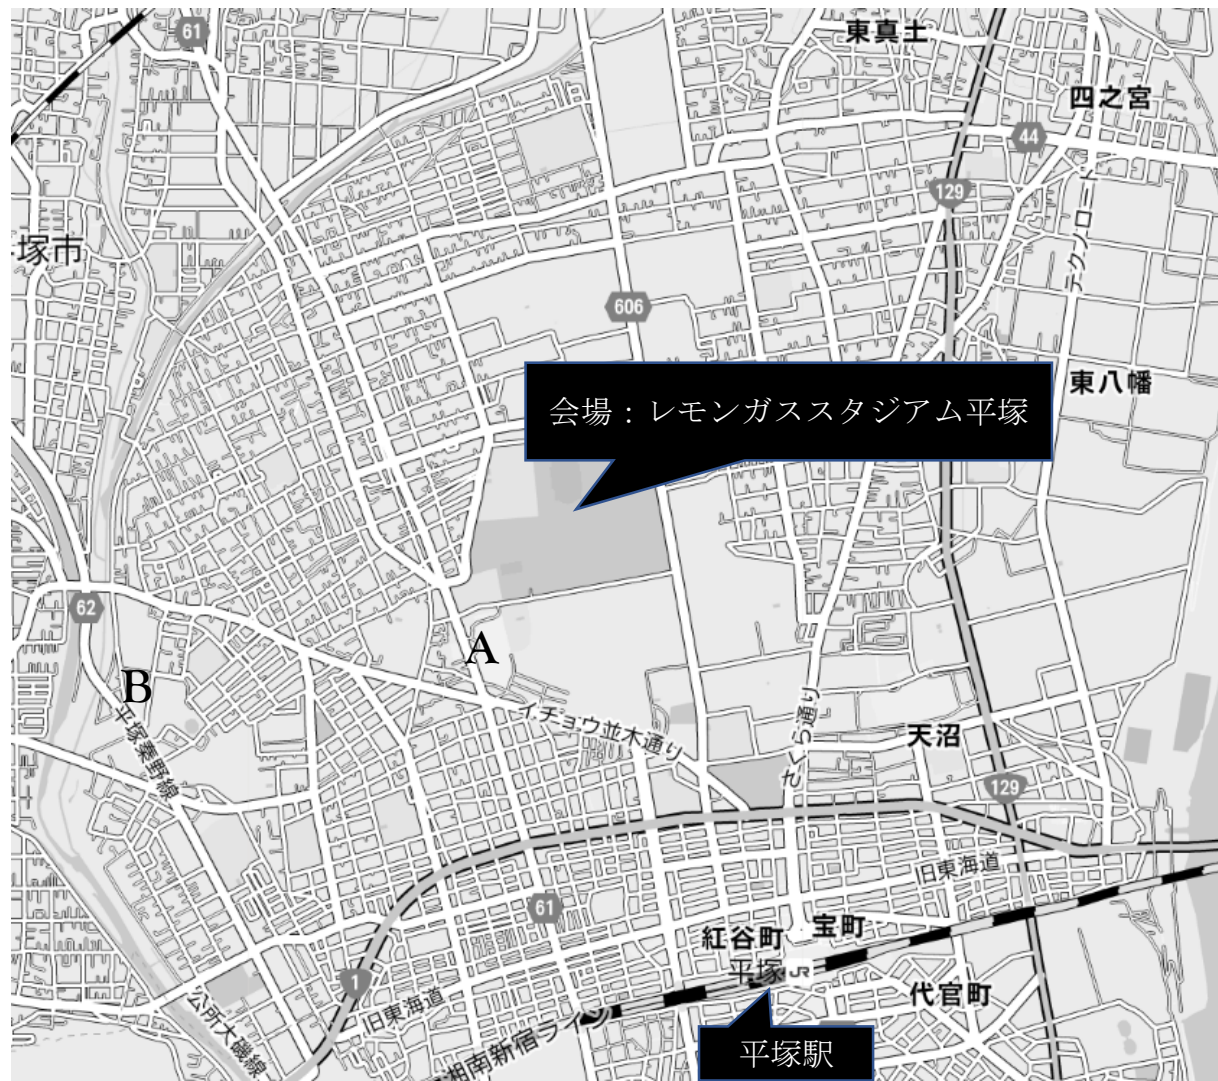 61
東真土
四之宮
44
129
テクノロード
塚市
606
会場：レモンガススタジアム平塚
東八幡
62
A
B
平塚秦野線
イチョウ並木通り
さくら通り
天沼
129
旧東海道
61
紅谷町
宝町
平塚
JR
1
代官町
旧東海道
公所大磯線
湘南新宿ライン
平塚駅